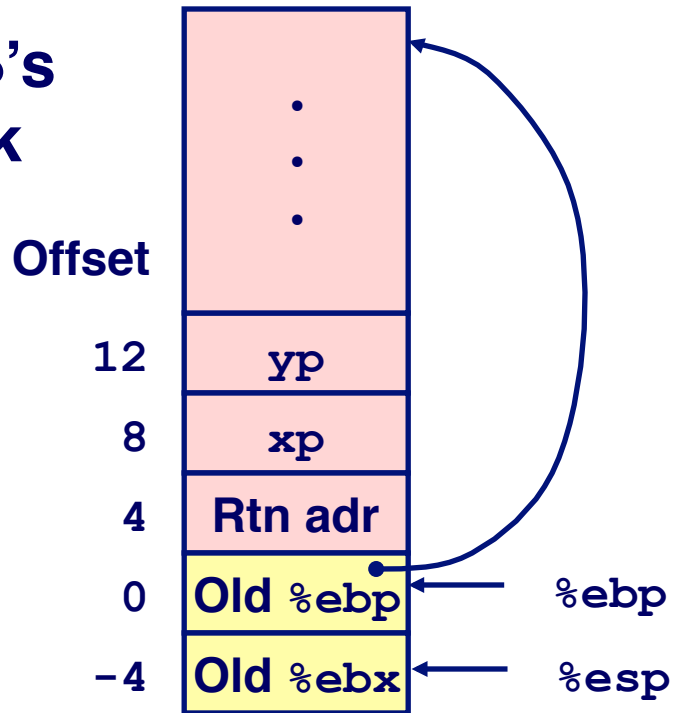 ’s
k
Offset
12 yp
8 xp
4 Rtn adr
0 Old %ebp %ebp
-4 Old %ebx %esp